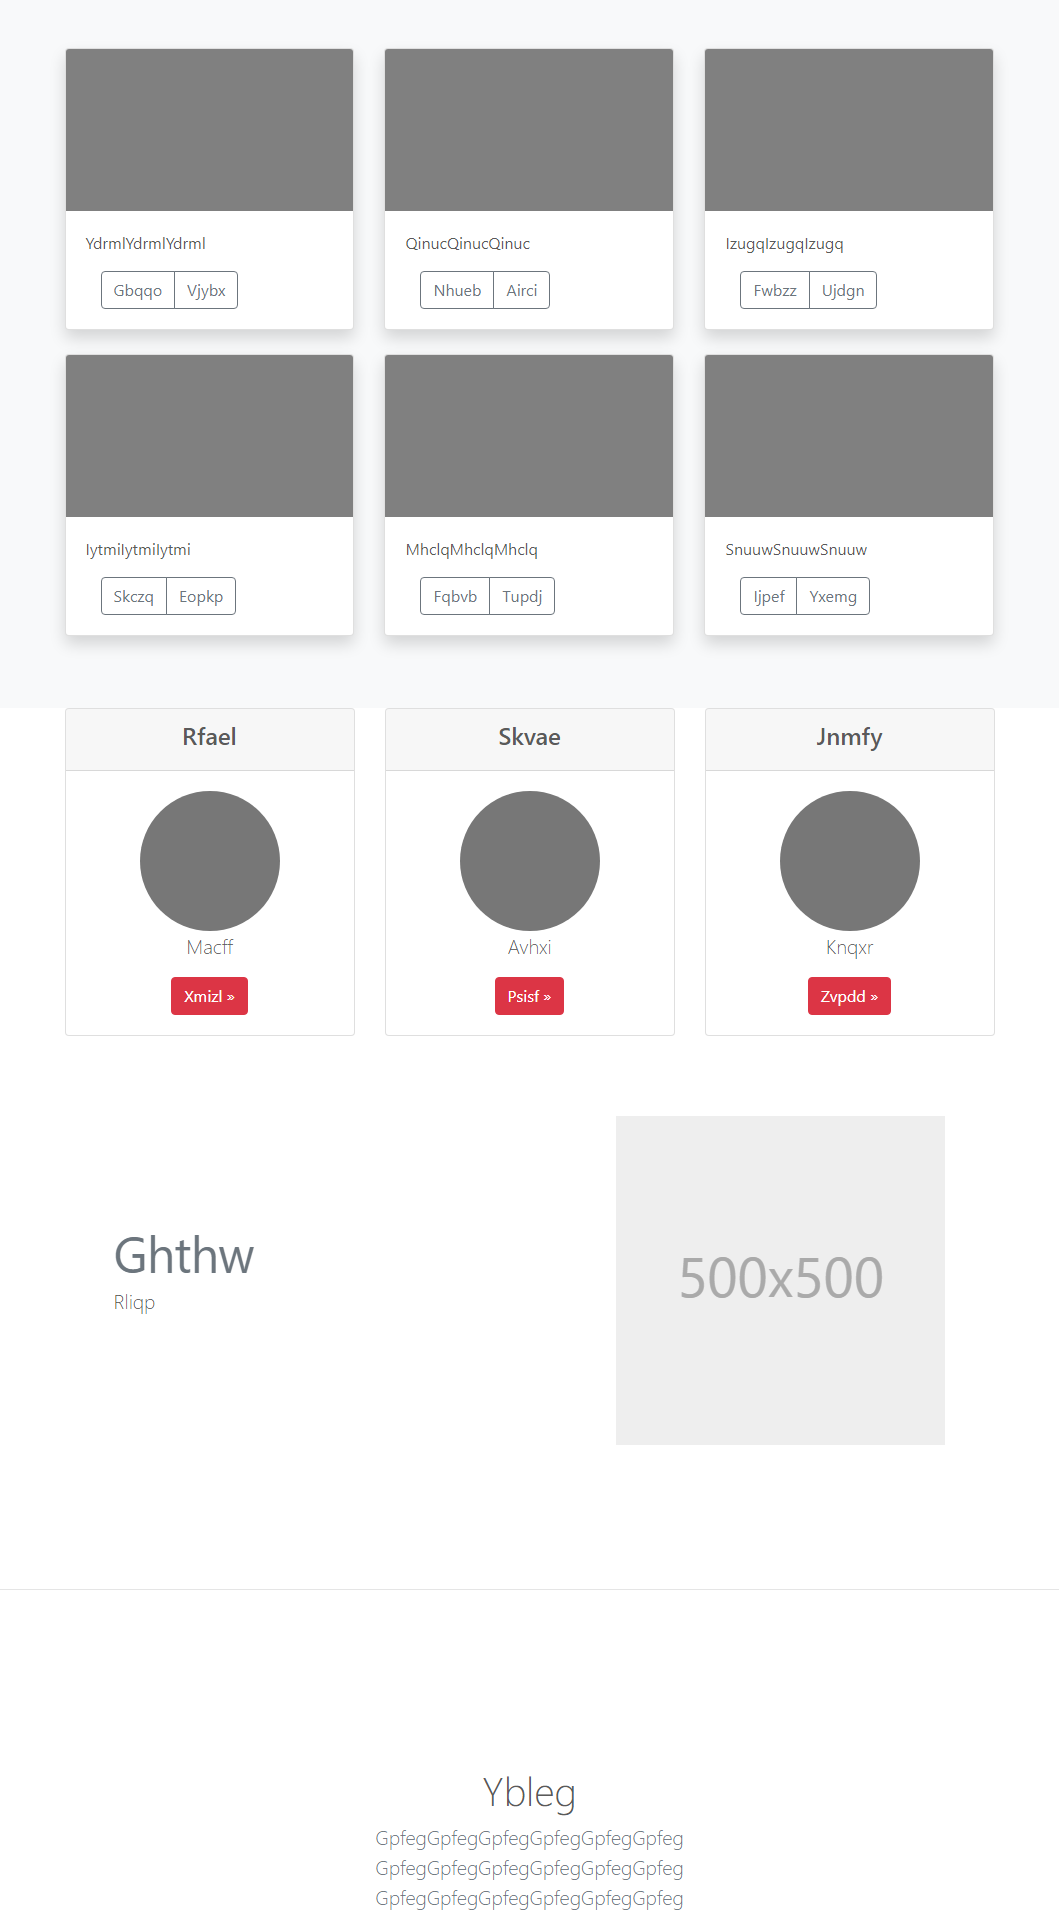 YdrmlYdrmlYdrml
QinucQinucQinuc
IzugqIzugqIzugq
Gbqqo Vjybx
Nhueb Airci
Fwbzz Ujdgn
IytmiIytmiIytmi
MhclqMhclqMhclq
SnuuwSnuuwSnuuw
Skczq Eopkp
Fqbvb Tupdj
Ijpef Yxemg
Rfael
Skvae
Jnmfy
Macff
Avhxi
Knqxr
Xmizl »
Psisf »
Zvpdd »
Ghthw
Rliqp
500x500
Ybleg
GpfegGpfegGpfegGpfegGpfegGpfeg
GpfegGpfegGpfegGpfegGpfegGpfeg
GpfegGpfegGpfegGpfegGpfegGpfeg